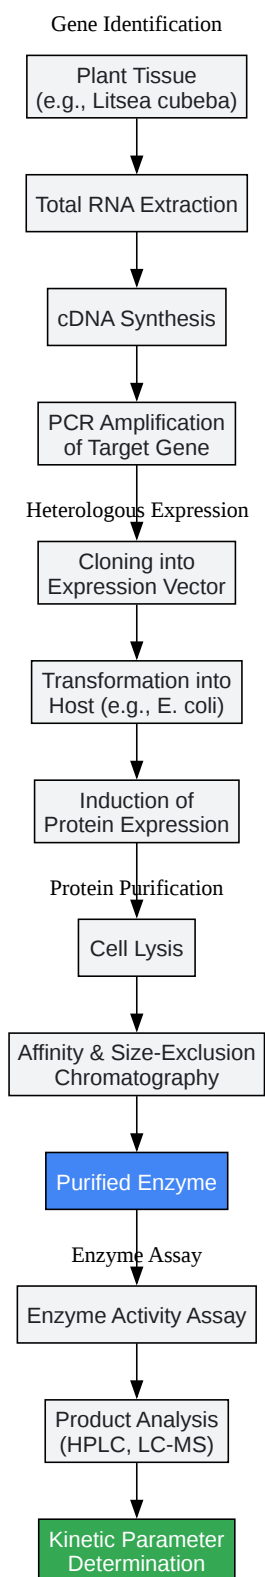 Gene Identification
Plant Tissue
(e.g., Litsea cubeba)
Total RNA Extraction
cDNA Synthesis
PCR Amplification
of Target Gene
Heterologous Expression
Cloning into
Expression Vector
Transformation into
Host (e.g., E. coli)
Induction of
Protein Expression
Protein Purification
Cell Lysis
Affinity & Size-Exclusion
Chromatography
Purified Enzyme
Enzyme Assay
Enzyme Activity Assay
Product Analysis
(HPLC, LC-MS)
Kinetic Parameter
Determination